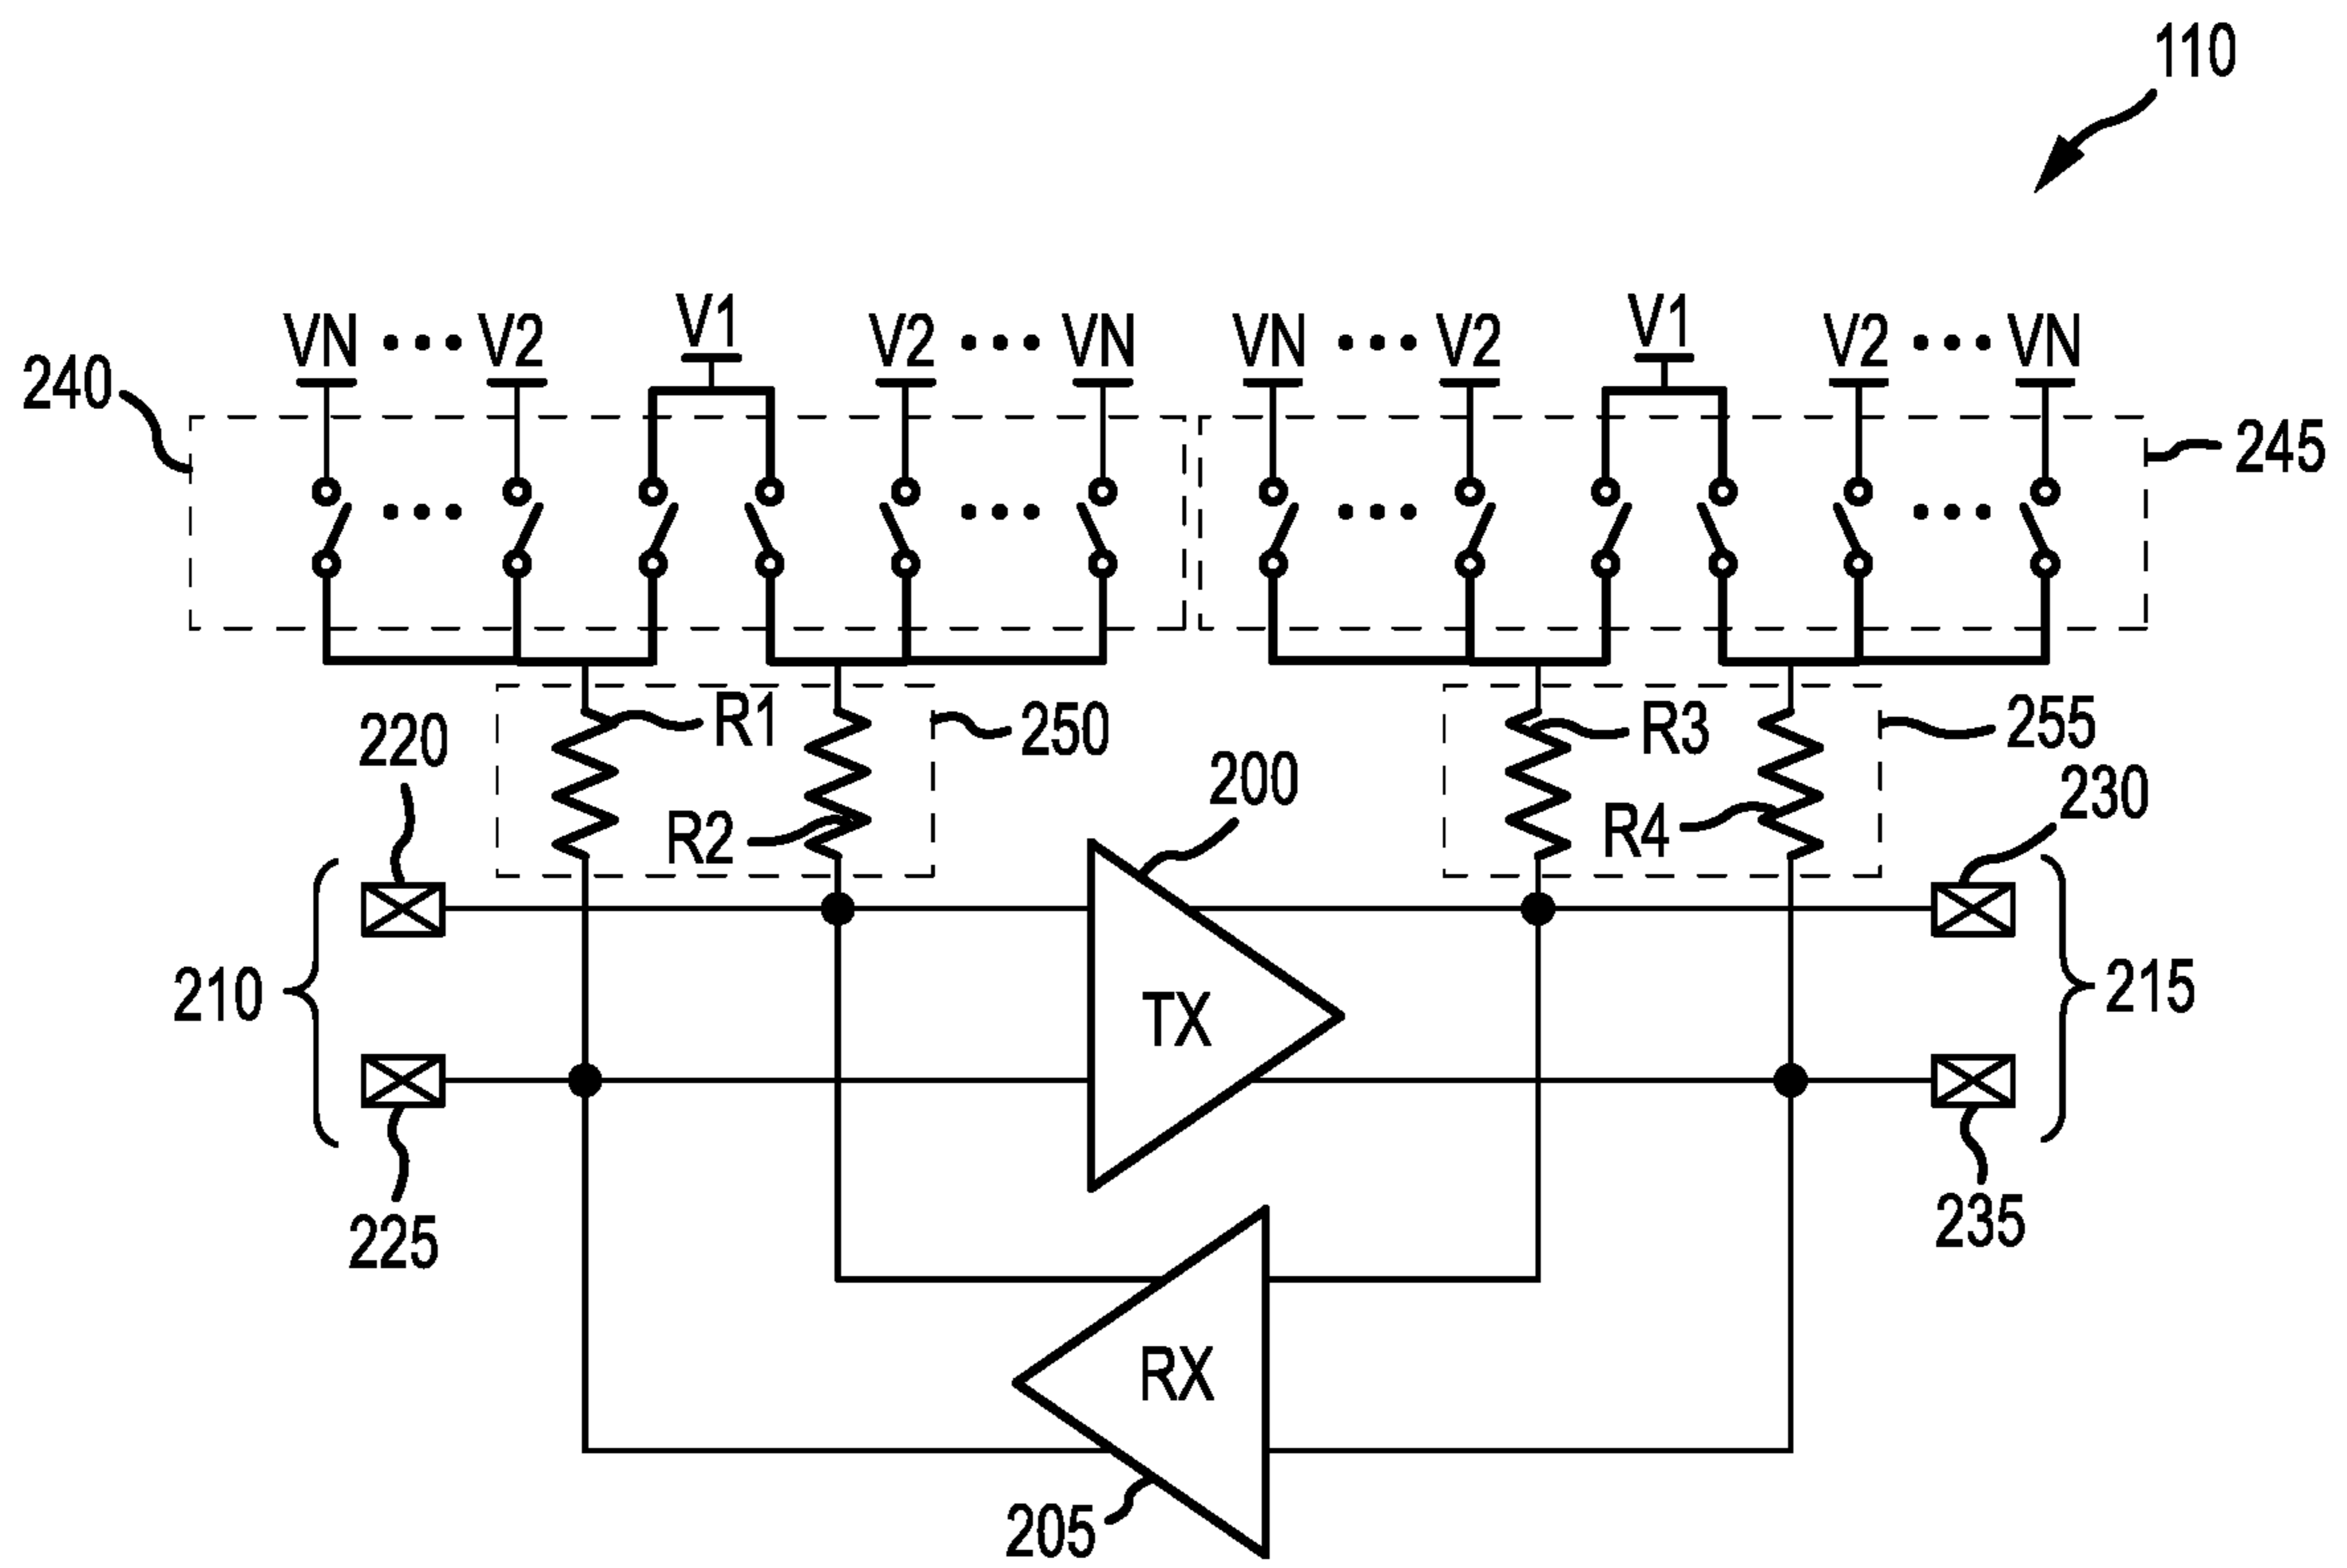 110
V1
V1
VN ••• V2
V2 ••• VN
VN ••• V2
V2 ••• VN
240
245
•••
•••
•••
•••
R1
250
R3
255
220
200
230
R2
R4
210
TX
215
225
235
RX
205